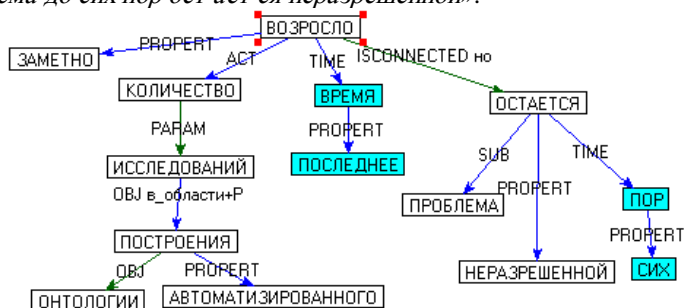 ема до сих пор остается неразрешенной».
ВОЗРОСЛО
PROPERT
ACT
TIME
ISCONNECTED но
ЗАМЕТНО
КОЛИЧЕСТВО
ВРЕМЯ
ОСТАЕТСЯ
PARAM
PROPERT
SUB
PROPERT
TIME
ИССЛЕДОВАНИЙ
ПОСЛЕДНЕЕ
ПРОБЛЕМА
ПОР
OBJ в_области+Р
PROPERT
ПОСТРОЕНИЯ
НЕРАЗРЕШЕННОЙ
СИХ
OBJ
PROPERT
ОНТОЛОГИИ
АВТОМАТИЗИРОВАННОГО